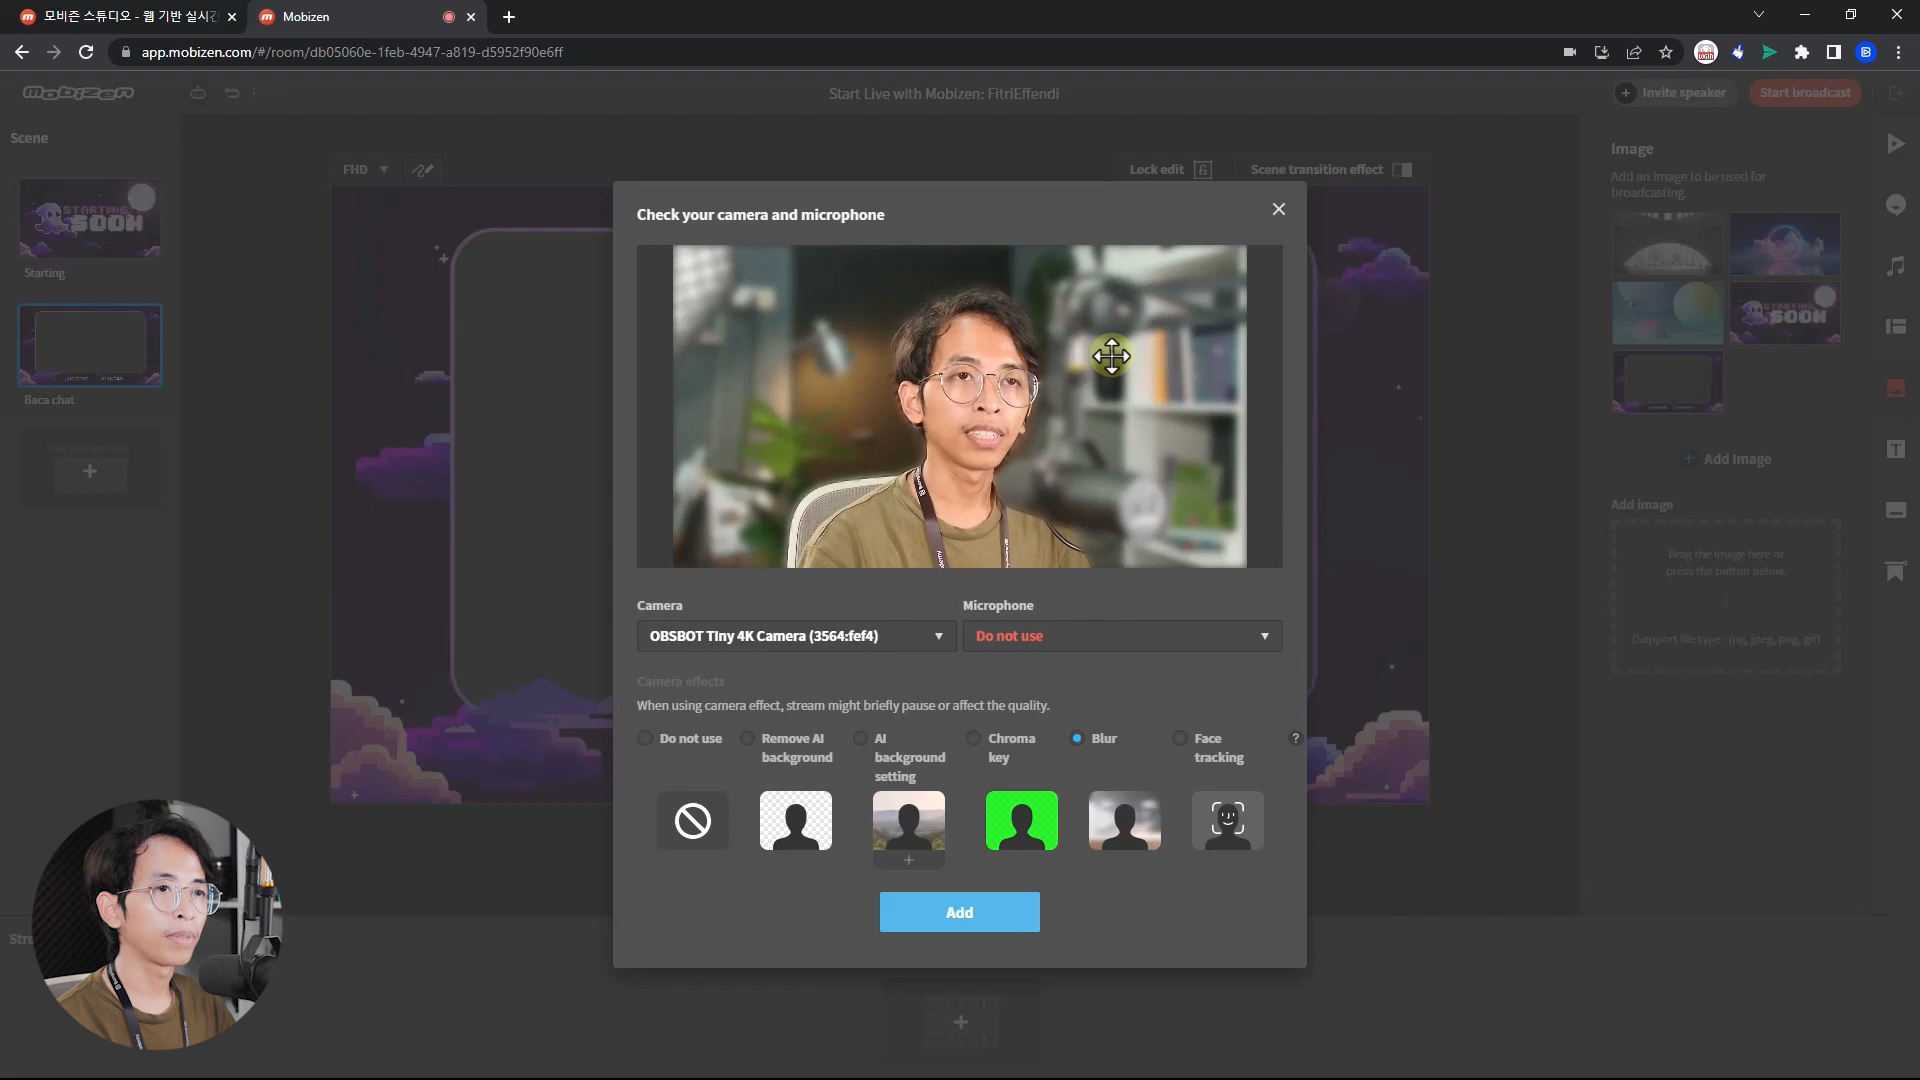 모비즌 스튜디오 - 웹 기반 실시간
Mobizen
app.mobizen.com/#/room/db05060e-1feb-4947-a819-d5952f90e6ff
mobizen
Start Live with Mobizen: FitriEffendi
Invite speaker
Start broadcast
Scene
FHD
Lock edit
Scene transition effect
STARTING
SOON
Starting
Baca chat
Check your camera and microphone
Camera
Microphone
OBSBOT TIny 4K Camera (3564:fef4)
Do not use
Camera effects
When using camera effect, stream might briefly pause or affect the quality.
Do not use
Remove AI
background
AI
background
setting
Chroma
key
Blur
Face
tracking
?
Add
Image
Add an image to be used for
broadcasting.
STARTING
SOON
Add Image
Add image
Drag the image here or
press the button below.
(Support file type : jpg, jpeg, png, gif)